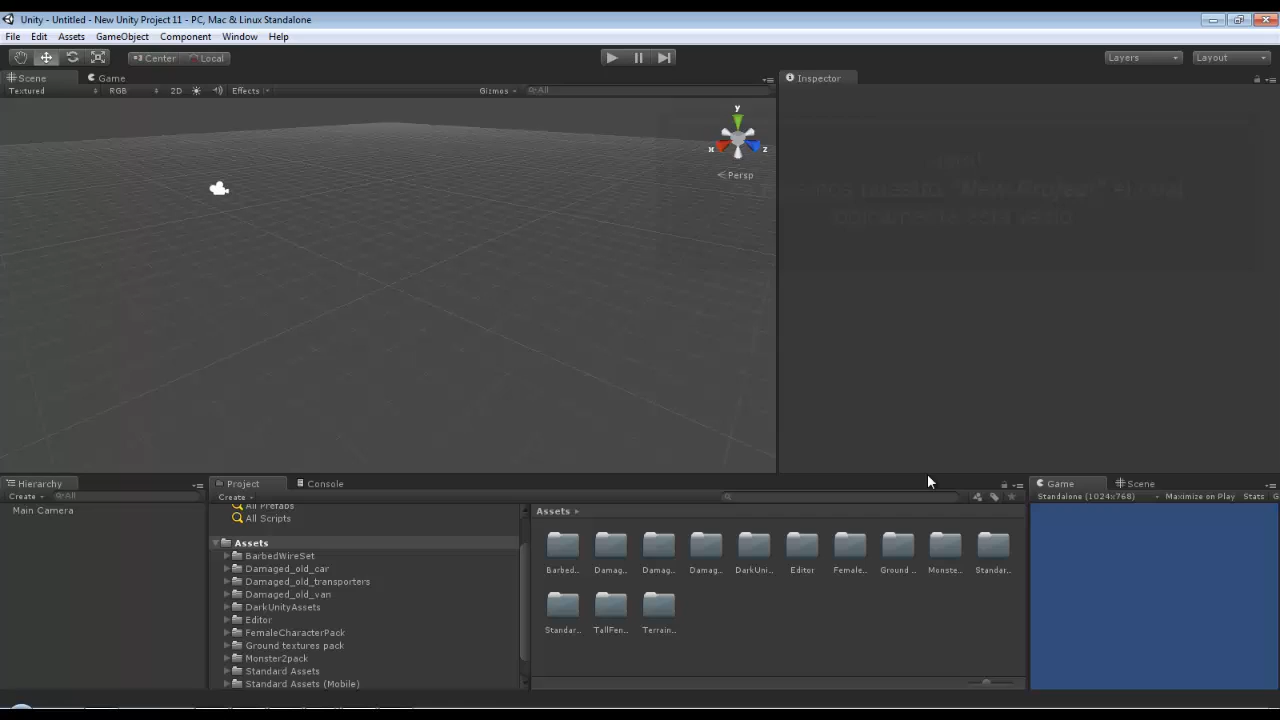 Unity - Untitled - New Unity Project 11 - PC, Mac & Linux Standalone
File Edit Assets GameObject Component Window Help
Center Local Layers Layout
Scene Game Inspector
Textured RGB 2D Effects Gizmos All
y
x z
Persp
Hierarchy Project Console Game Scene
Create All Create Standalone (1024x768) Maximize on Play Stats G
Main Camera
All Prefabs
All Scripts
Assets
BarbedWireSet
Damaged_old_car
Damaged_old_transporters
Damaged_old_van
DarkUnityAssets
Editor
FemaleCharacterPack
Ground textures pack
Monster2pack
Standard Assets
Standard Assets (Mobile)
Assets
Barbed.. Damag.. Damag.. Damag.. DarkUni.. Editor Female.. Ground .. Monste.. Standar..
Standar.. TallFen.. Terrain..